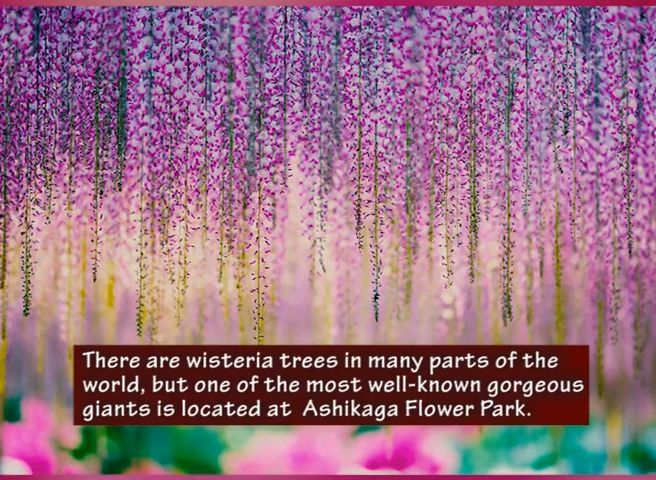 There are wisteria trees in many parts of the
world, but one of the most well-known gorgeous
giants is located at Ashikaga Flower Park.